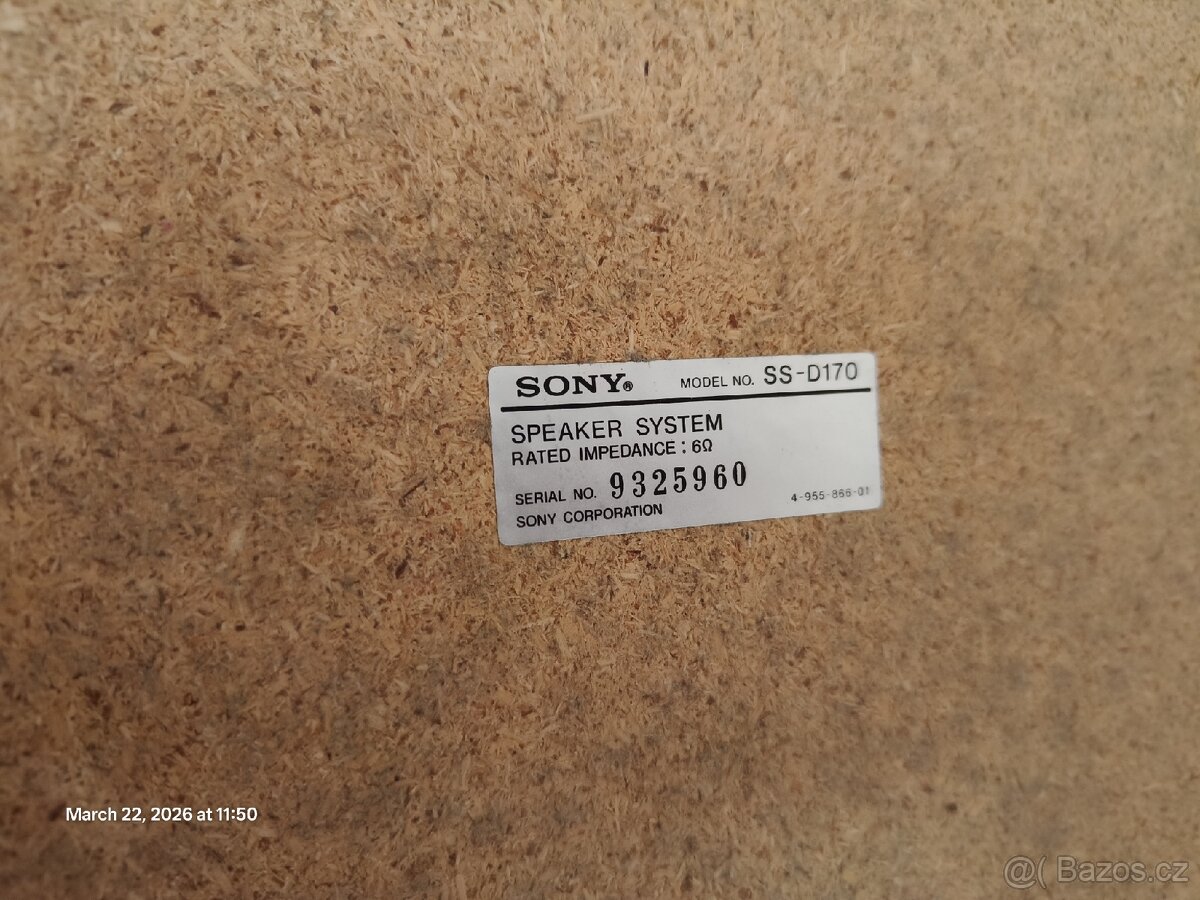 SONY® MODEL NO. SS-D170
SPEAKER SYSTEM
RATED IMPEDANCE : 6Ω
SERIAL NO. 9325960
SONY CORPORATION 4-955-866-01
March 22, 2026 at 11:50
@( Bazos.cz